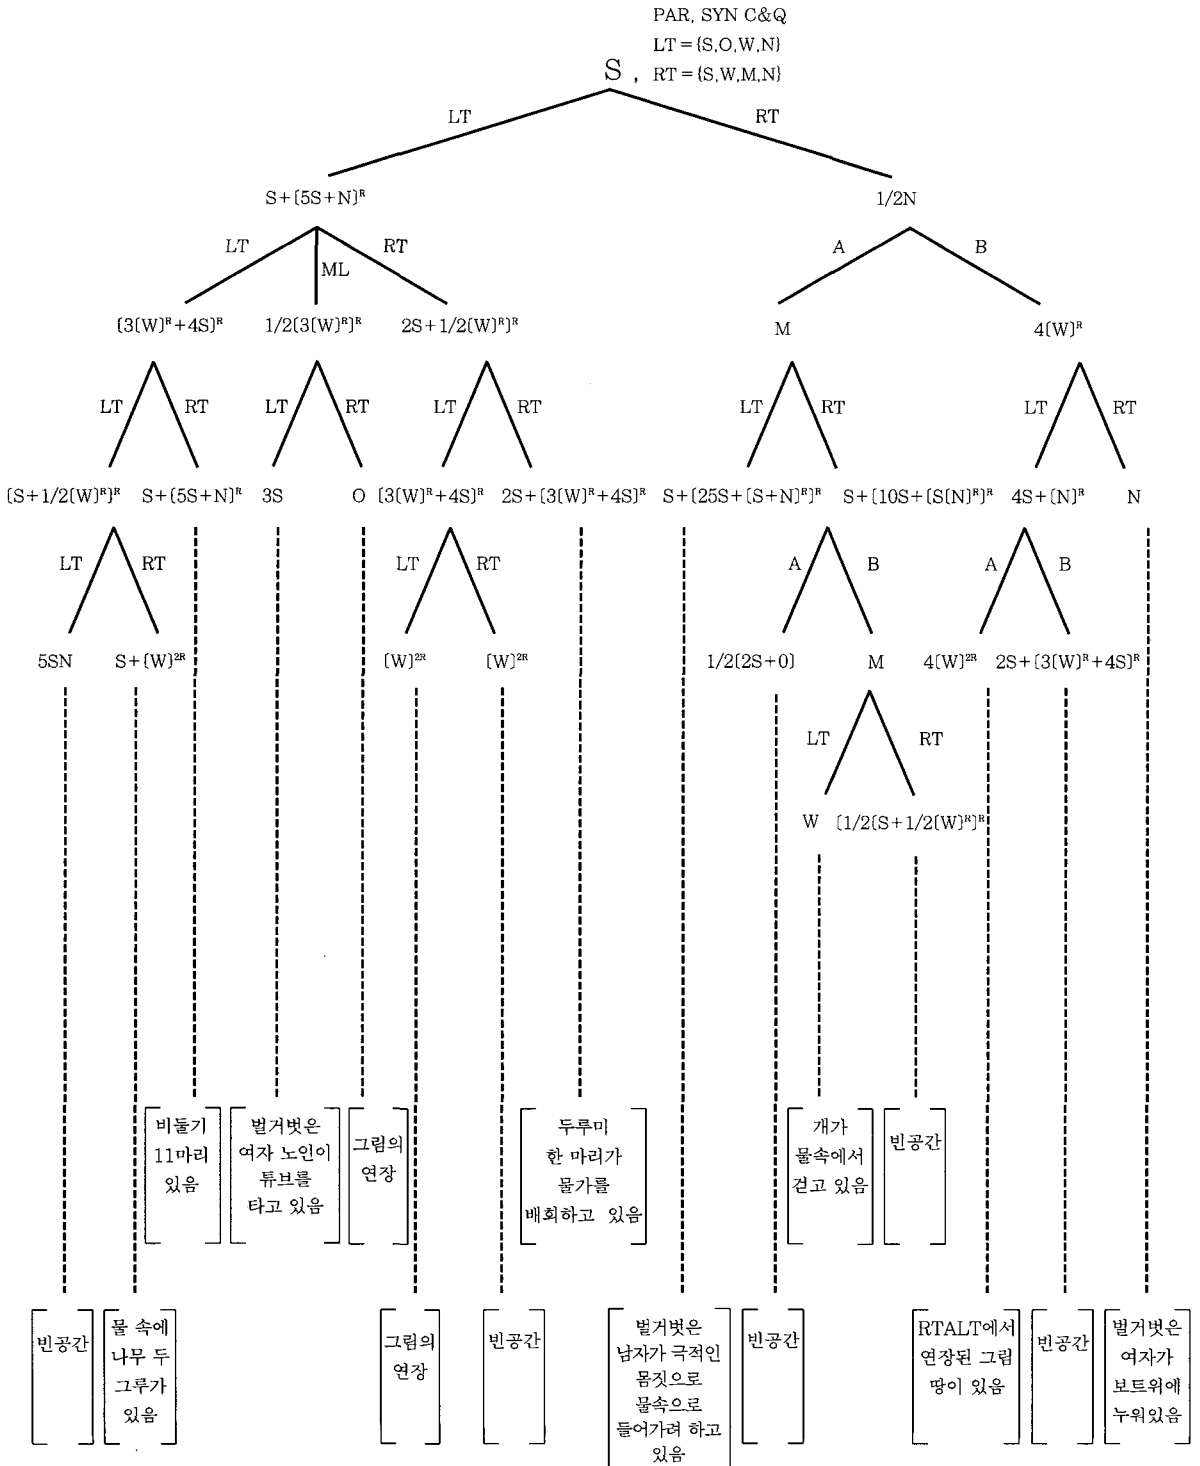 PAR, SYN C&Q
LT={S,O,W,N}
S , RT={S,W,M,N}
LT RT
S+(5S+N)ᴿ 1/2N
LT ML RT A B
(3(W)ᴿ+4S)ᴿ 1/2(3(W)ᴿ)ᴿ 2S+1/2(W)ᴿ)ᴿ M 4(W)ᴿ
LT RT LT RT LT RT LT RT LT RT
(S+1/2(W)ᴿ)ᴿ S+(5S+N)ᴿ 3S O (3(W)ᴿ+4S)ᴿ 2S+(3(W)ᴿ+4S)ᴿ S+(25S+(S+N)ᴿ)ᴿ S+(10S+(S(N)ᴿ)ᴿ 4S+(N)ᴿ N
LT RT LT RT A B A B
5SN S+(W)²ᴿ (W)²ᴿ (W)²ᴿ 1/2(2S+0) M 4(W)²ᴿ 2S+(3(W)ᴿ+4S)ᴿ
LT RT
W (1/2(S+1/2(W)ᴿ)ᴿ
비둘기
11마리
있음
벌거벗은
여자 노인이
튜브를
타고 있음
그림의
연장
두루미
한 마리가
물가를
배회하고 있음
개가
물속에서
걷고 있음
빈공간
빈공간
물 속에
나무 두
그루가
있음
그림의
연장
빈공간
벌거벗은
남자가 극적인
몸짓으로
물속으로
들어가려 하고
있음
빈공간
RTALT에서
연장된 그림
땅이 있음
빈공간
벌거벗은
여자가
보트위에
누워있음